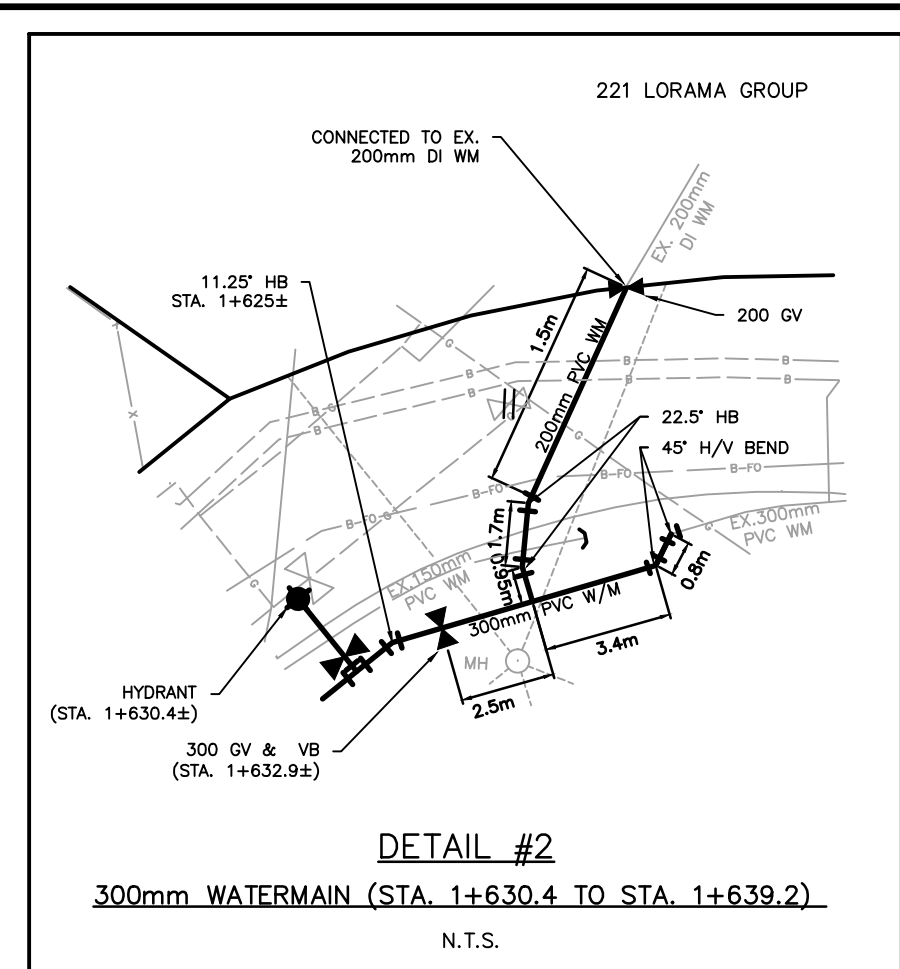 221 LORAMA GROUP
CONNECTED TO EX.
200mm DI WM
EX. 200mm
DI WM
11.25° HB
STA. 1+625±
200 GV
1.5m
200mm PVC WM
B
B
B
B
B
B
B
B
G
G
G
G
G
X
X
22.5° HB
45° H/V BEND
B-FO
B-FO
B-FO
1.7m
0.95m
EX.300mm
PVC WM
EX.150mm
PVC WM
0.8m
300mm PVC W/M
3.4m
MH
2.5m
HYDRANT
(STA. 1+630.4±)
300 GV & VB
(STA. 1+632.9±)
DETAIL #2
300mm WATERMAIN (STA. 1+630.4 TO STA. 1+639.2)
N.T.S.